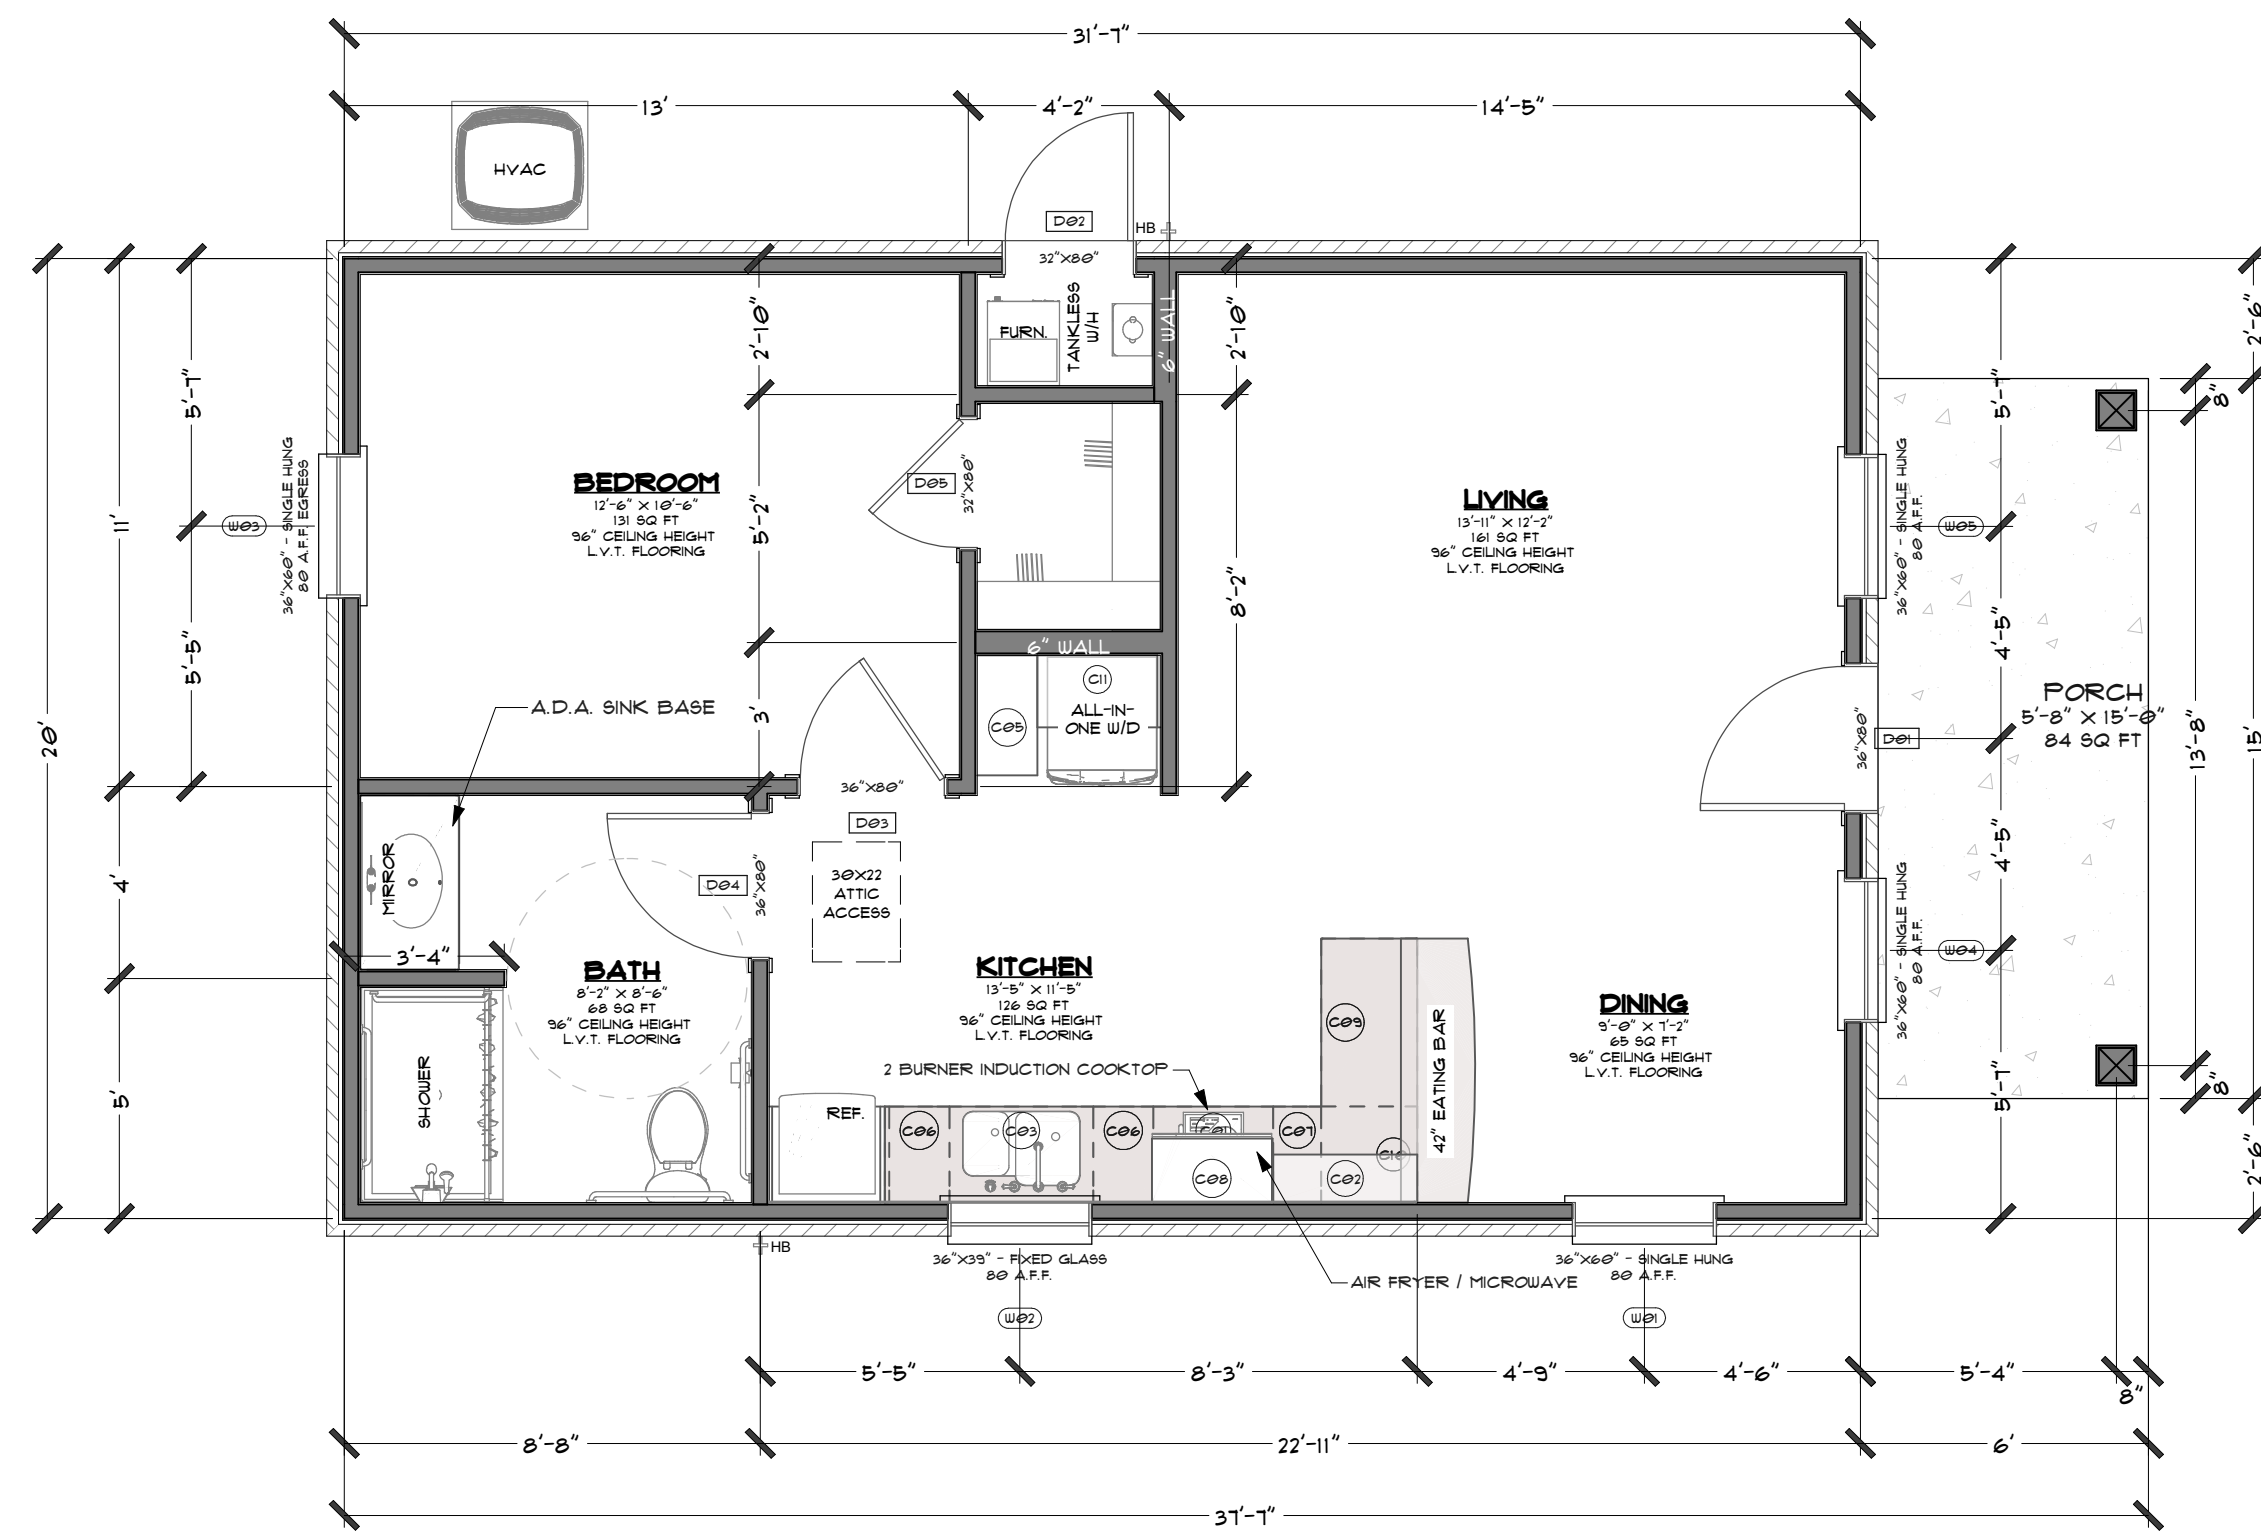 31'-7"
13'
4'-2"
14'-5"
HVAC
D02
HB
32"X80"
2'-10"
FURN.
TANKLESS
W/H
6" WALL
2'-10"
5'-7"
2'-6"
8"
5'-7"
11'
20'
5'-5"
W03
36"X60" - SINGLE HUNG
80 A.F.F. EGRESS
BEDROOM
12'-6" X 10'-6"
131 SQ FT
96" CEILING HEIGHT
L.V.T. FLOORING
5'-2"
D05
32"X80"
8'-2"
LIVING
13'-11" X 12'-2"
161 SQ FT
96" CEILING HEIGHT
L.V.T. FLOORING
36"X60" - SINGLE HUNG
80 A.F.F.
W05
4'-5"
6" WALL
C11
ALL-IN-
ONE W/D
C05
3'
A.D.A. SINK BASE
PORCH
5'-8" X 15'-0"
84 SQ FT
36"X80"
D01
13'-8"
15'
36"X80"
D03
30X22
ATTIC
ACCESS
D04
36"X80"
MIRROR
4'
3'-4"
4'-5"
36"X60" - SINGLE HUNG
80 A.F.F.
W04
BATH
8'-2" X 8'-6"
68 SQ FT
96" CEILING HEIGHT
L.V.T. FLOORING
KITCHEN
13'-5" X 11'-5"
126 SQ FT
96" CEILING HEIGHT
L.V.T. FLOORING
DINING
9'-0" X 7'-2"
65 SQ FT
96" CEILING HEIGHT
L.V.T. FLOORING
C09
42" EATING BAR
2 BURNER INDUCTION COOKTOP
SHOWER
5'
REF.
C06
C03
C06
C01
C07
C10
C08
C02
5'-7"
8"
2'-6"
HB
36"X39" - FIXED GLASS
80 A.F.F.
36"X60" - SINGLE HUNG
80 A.F.F.
AIR FRYER / MICROWAVE
W02
W01
5'-5"
8'-3"
4'-9"
4'-6"
5'-4"
8"
8'-8"
22'-11"
6'
37'-7"